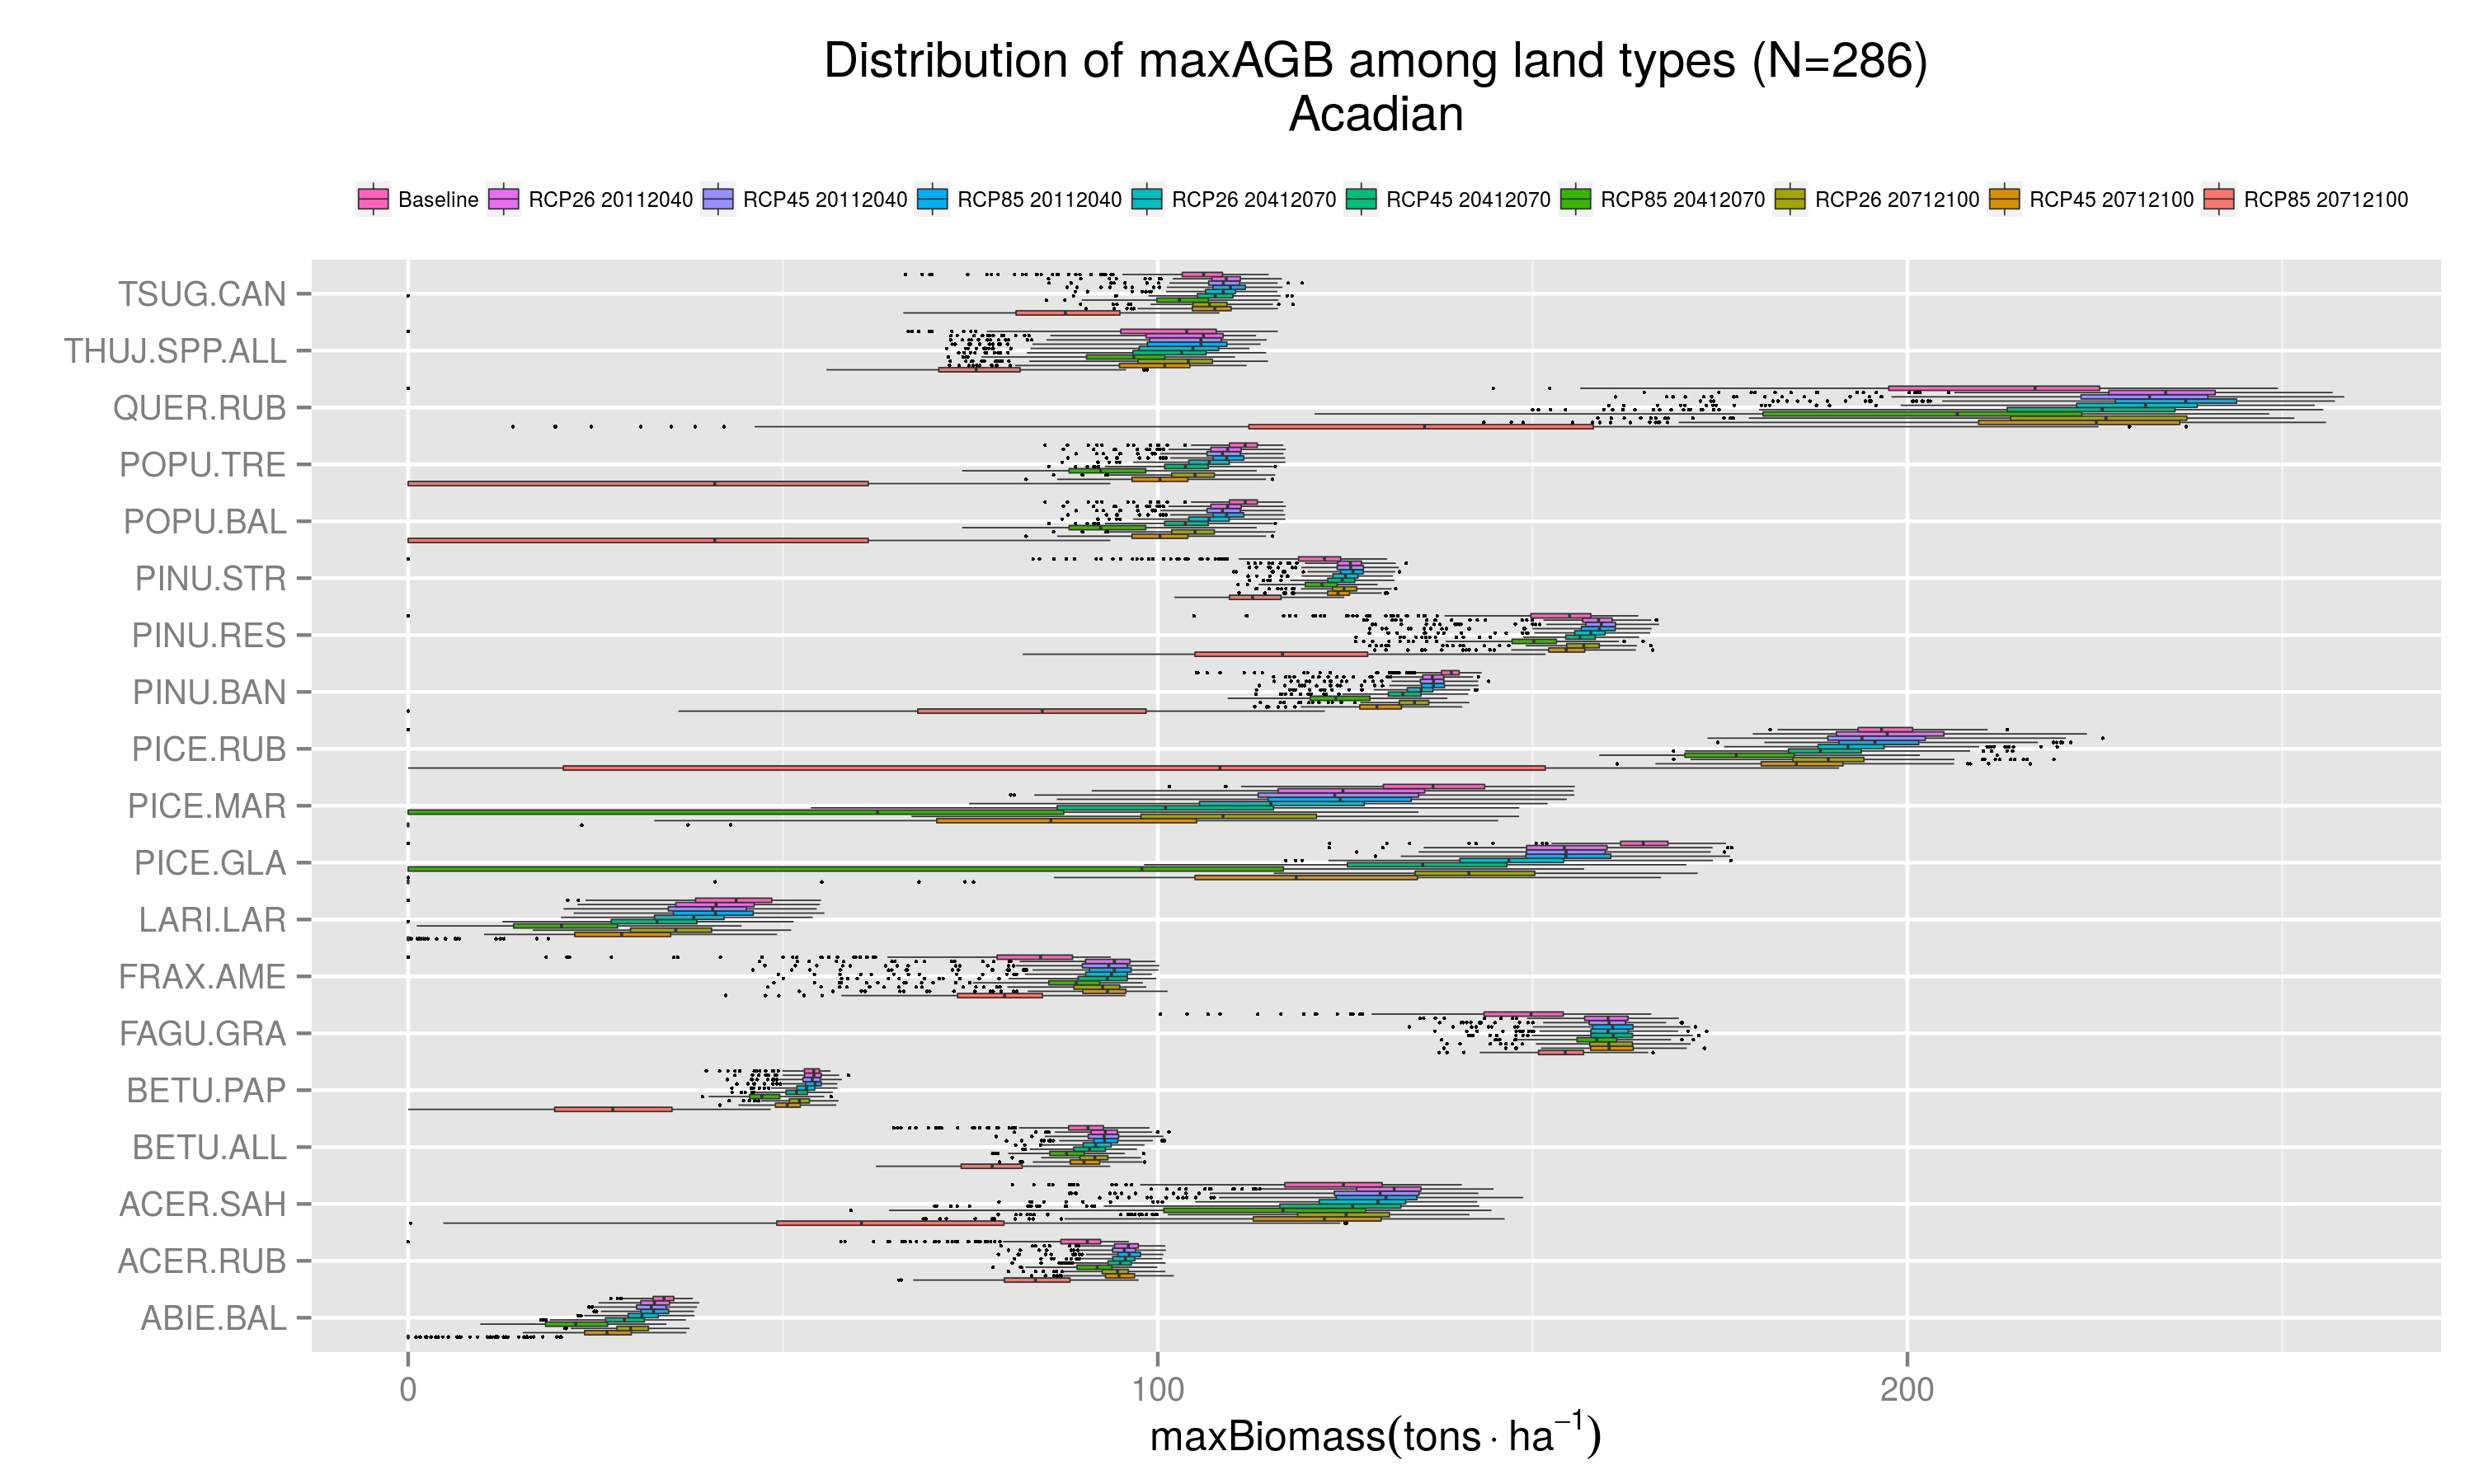 Distribution of maxAGB among land types (N=286)
Acadian
Baseline RCP26 20112040 RCP45 20112040 RCP85 20112040 RCP26 20412070 RCP45 20412070 RCP85 20412070 RCP26 20712100 RCP45 20712100 RCP85 20712100
TSUG.CAN
THUJ.SPP.ALL
QUER.RUB
POPU.TRE
POPU.BAL
PINU.STR
PINU.RES
PINU.BAN
PICE.RUB
PICE.MAR
PICE.GLA
LARI.LAR
FRAX.AME
FAGU.GRA
BETU.PAP
BETU.ALL
ACER.SAH
ACER.RUB
ABIE.BAL
0 100 200
maxBiomass(tons · ha⁻¹)